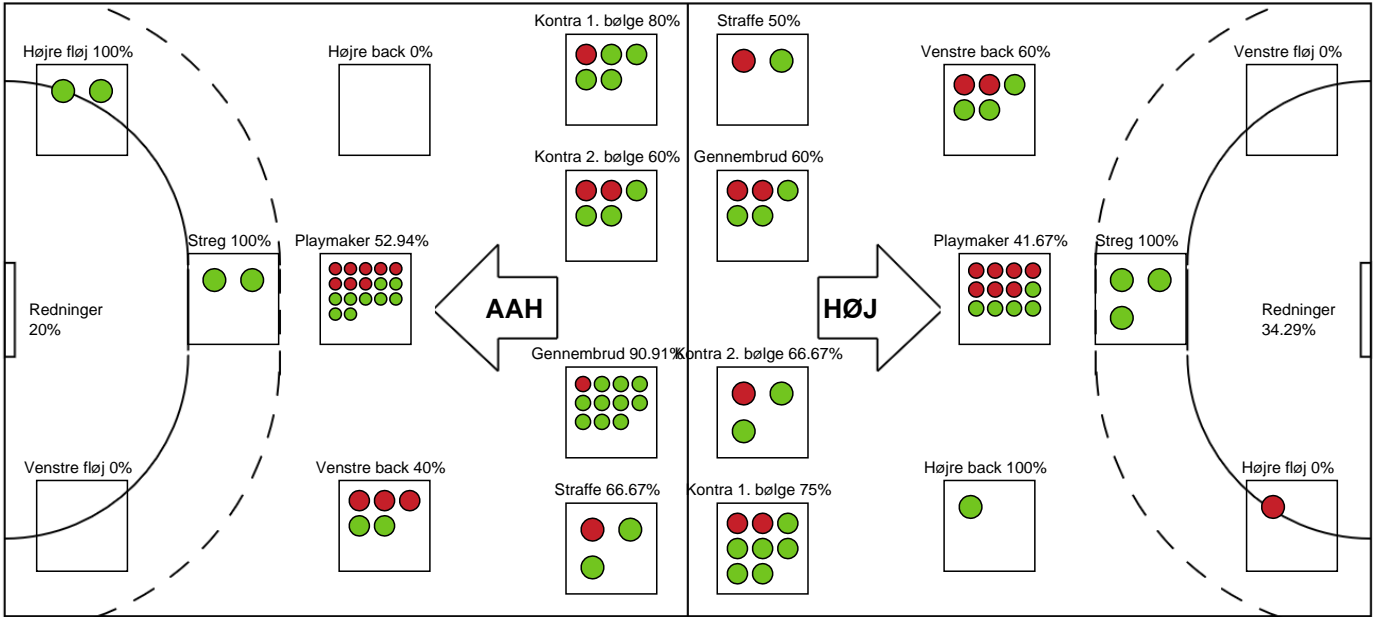 Kontra 1. bølge 80%
Straffe 50%
Højre fløj 100%
Højre back 0%
Venstre back 60%
Venstre fløj 0%
Kontra 2. bølge 60%
Gennembrud 60%
Streg 100%
Playmaker 52.94%
Playmaker 41.67%
Streg 100%
Redninger
20%
AAH
HØJ
Redninger
34.29%
Gennembrud 90.91%
Kontra 2. bølge 66.67%
Venstre fløj 0%
Venstre back 40%
Højre back 100%
Højre fløj 0%
Straffe 66.67%
Kontra 1. bølge 75%